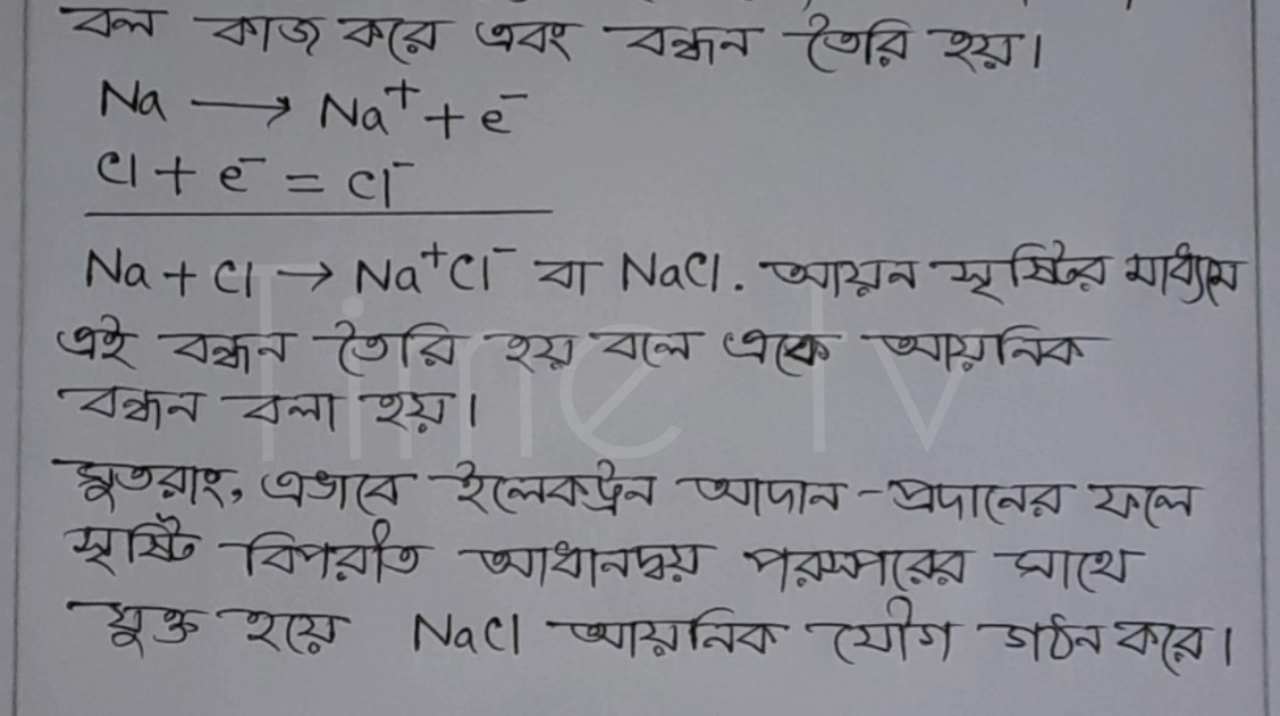 বল কাজ করে এবং বন্ধন তৈরি হয়।
Na ⟶ Na⁺ + e⁻
Cl + e⁻ = Cl⁻
Na + Cl → Na⁺Cl⁻ বা NaCl. আয়ন সৃষ্টির মাধ্যমে
এই বন্ধন তৈরি হয় বলে একে আয়নিক
বন্ধন বলা হয়।
সুতরাং, এভাবে ইলেকট্রন আদান-প্রদানের ফলে
সৃষ্টি বিপরীত আধানদ্বয় পরস্পরের সাথে
যুক্ত হয়ে NaCl আয়নিক যৌগ গঠন করে।
Time tv